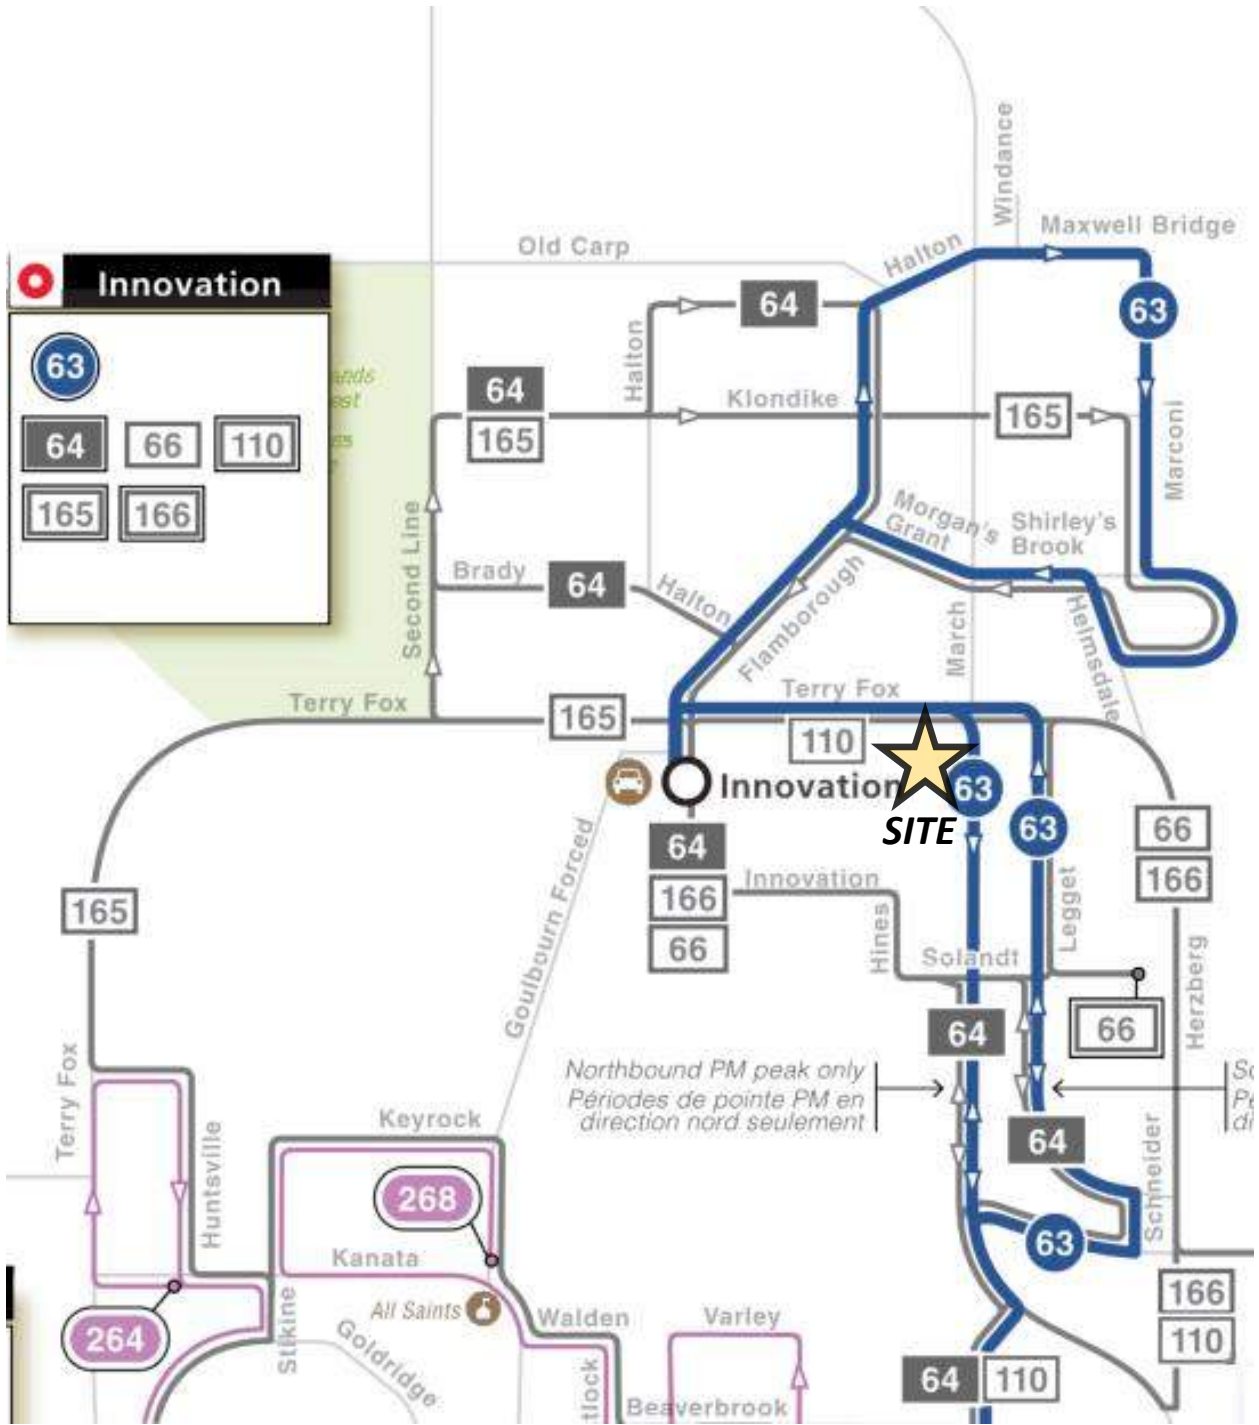 Windance
Maxwell Bridge
Old Carp
Halton
Innovation
63
64
63
64 66 110
64
Halton
Klondike
165
165
165 166
Marconi
Second Line
Morgan's
Grant
Shirley's
Brook
Brady
64
Halton
Flamborough
March
Helmsdale
Terry Fox
165
Terry Fox
110
Innovation
63
SITE
63
64
166
66
Innovation
Hines
Legget
66
166
165
Goulbourn Forced
Solandt
Herzberg
64
66
Northbound PM peak only
Périodes de pointe PM en
direction nord seulement
Terry Fox
Huntsville
Keyrock
268
64
Schneider
63
Kanata
All Saints
264
Stikine
Goldridge
Walden
Varley
166
110
64 110
Beaverbrook